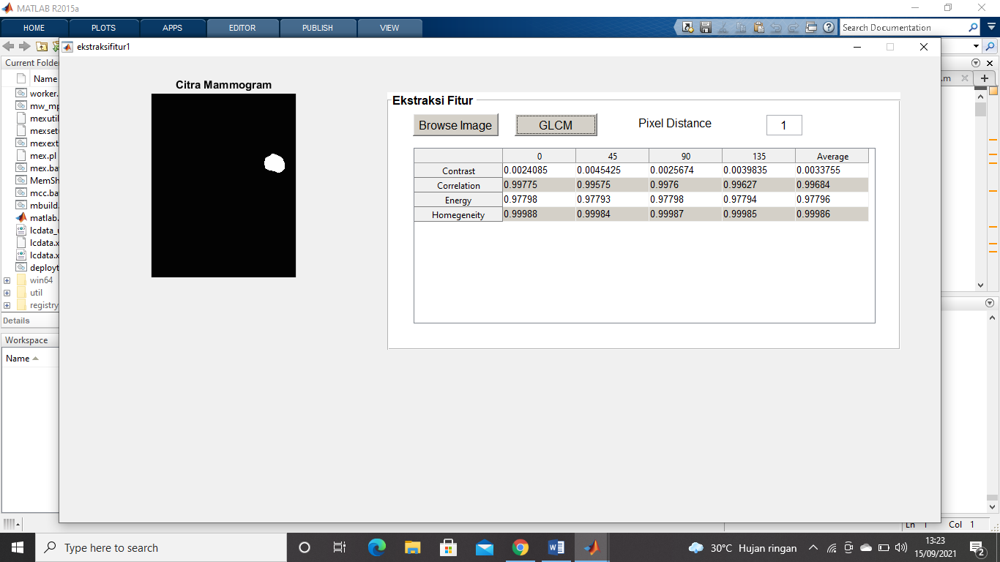 MATLAB R2015a
HOME PLOTS APPS EDITOR PUBLISH VIEW
Search Documentation
ekstraksifitur1
Current Folde
Name
worker.
mw_mp
mexutil
mexset
mexext
mex.pl
mex.ba
MemSh
mcc.ba
mbuild.
matlab.
lcdata_u
lcdata.x
lcdata.x
deployt
win64
util
registry
Details
Workspace
Name
Citra Mammogram
Ekstraksi Fitur
Browse Image GLCM Pixel Distance 1
0 45 90 135 Average
Contrast 0.0024085 0.0045425 0.0025674 0.0039835 0.0033755
Correlation 0.99775 0.99575 0.9976 0.99627 0.99684
Energy 0.97798 0.97793 0.97798 0.97794 0.97796
Homegeneity 0.99988 0.99984 0.99987 0.99985 0.99986
.m
Ln 1 Col 1
Type here to search
30°C Hujan ringan
13:23
15/09/2021
2